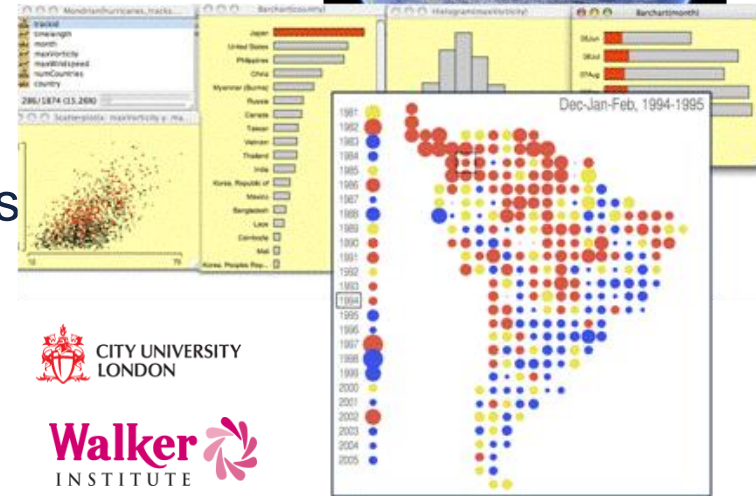 Mondrian(hurricanes_tracks
trackid
timelength
month
maxVorticity
maxWindspeed
numCountries
country
286/1874 (15.26%)
Barchart(country)
Japan
United States
Philippines
China
Myanmar (Burma)
Russia
Canada
Taiwan
Vietnam
Thailand
India
Korea, Republic of
Mexico
Bangladesh
Laos
Cambodia
Mali
Korea, Peoples Rep...
Histogram(maxVorticity)
Barchart(month)
06Jun
07Aug
Scatterplot(x: maxVorticity y: ma...
s
Dec-Jan-Feb, 1994-1995
1981
1982
1983
1984
1985
1986
1987
1988
1989
1990
1991
1992
1993
1994
1995
1996
1997
1998
1999
2000
2001
2002
2003
2004
2005
CITY UNIVERSITY
LONDON
Walker
INSTITUTE